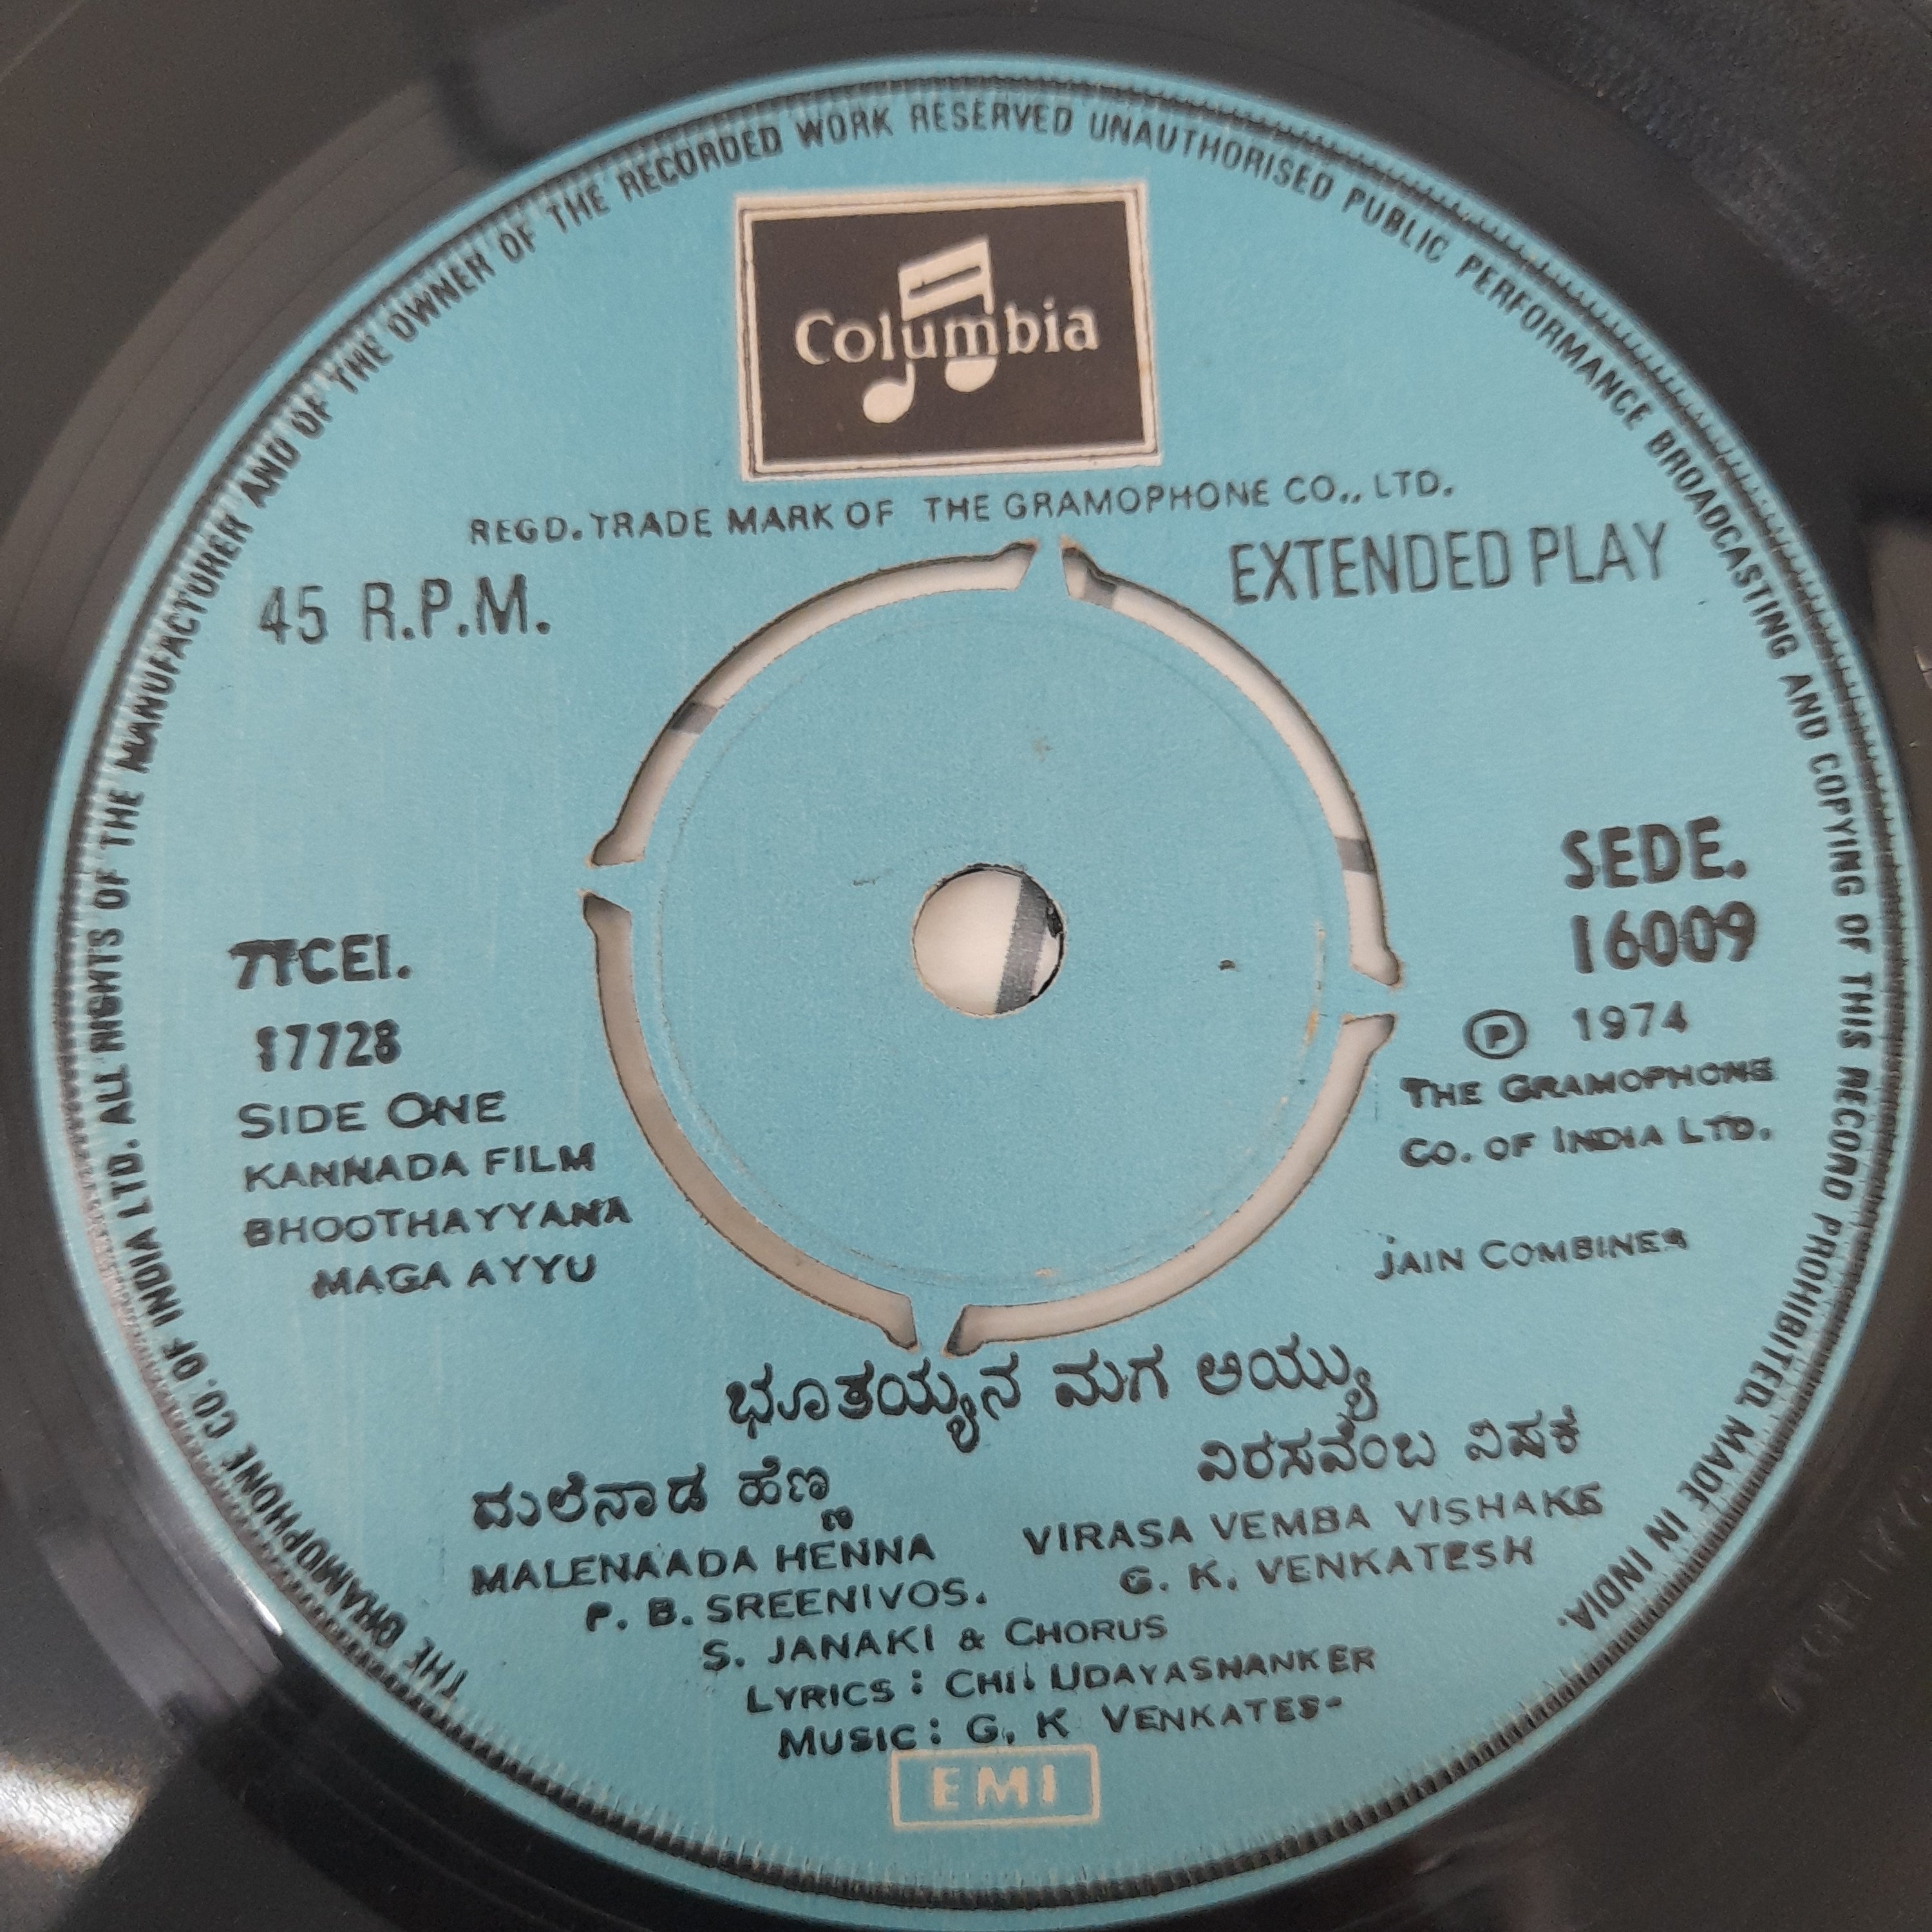 THE GRAMOPHONE CO. OF INDIA LTD. ALL RIGHTS OF THE MANUFACTURER AND OF THE OWNER OF THE RECORDED WORK RESERVED UNAUTHORISED PUBLIC PERFORMANCE BROADCASTING AND COPYING OF THIS RECORD PROHIBITED. MADE IN INDIA.
Columbia
REGD. TRADE MARK OF THE GRAMOPHONE CO., LTD.
45 R.P.M.
EXTENDED PLAY
SEDE.
16009
7TCEI.
87728
Ⓟ 1974
SIDE ONE
THE GRAMOPHONE
CO. OF INDIA LTD.
KANNADA FILM
BHOOTHAYYANA
MAGA AYYU
JAIN COMBINES
ಭೂತಯ್ಯನ ಮಗ ಅಯ್ಯು
ಮಲೆನಾಡ ಹೆಣ್ಣ
ವಿರಸವೆಂಬ ವಿಷಕೆ
MALENAADA HENNA
VIRASA VEMBA VISHAKE
P. B. SREENIVOS.
G. K. VENKATESH
S. JANAKI & CHORUS
LYRICS : CHI. UDAYASHANKER
MUSIC : G. K VENKATES-
EMI